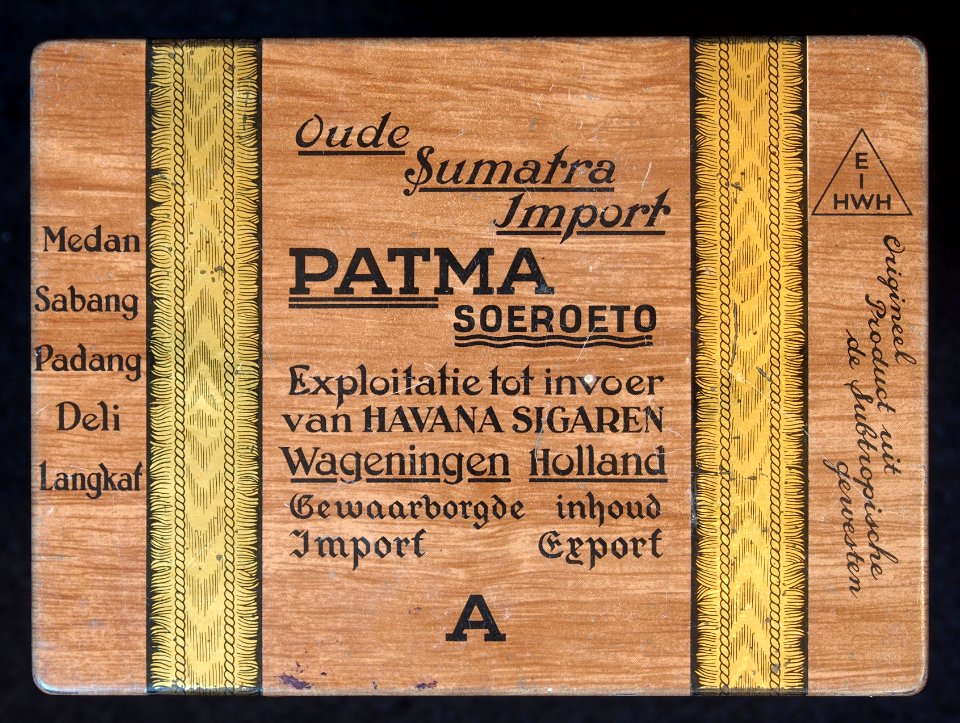 Medan
Sabang
Padang
Deli
Langkat
Oude
Sumatra
Import
PATMA
SOEROETO
Exploitatie tot invoer
van HAVANA SIGAREN
Wageningen Holland
Gewaarborgde inhoud
Import Export
A
E
I
HWH
Origineel
Product uit
de Subtropische
gewesten